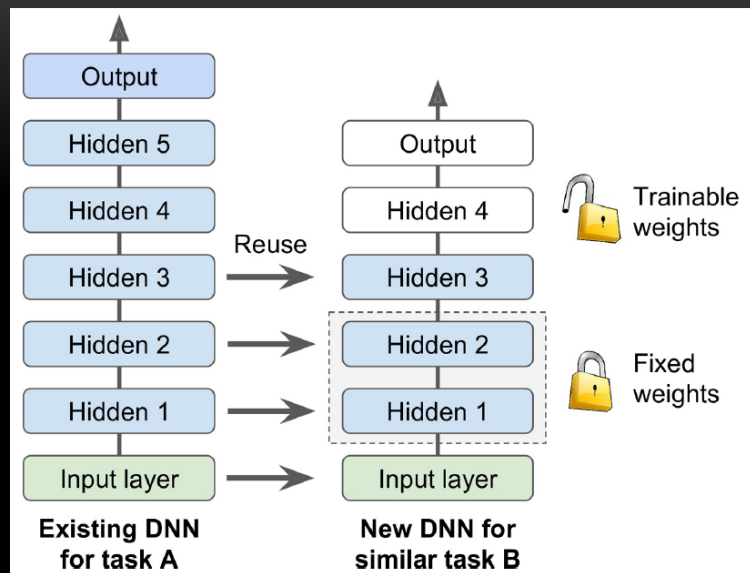 Output
Hidden 5
Hidden 4
Hidden 3
Hidden 2
Hidden 1
Input layer
Existing DNN
for task A
Reuse
Output
Hidden 4
Hidden 3
Hidden 2
Hidden 1
Input layer
New DNN for
similar task B
Trainable
weights
Fixed
weights